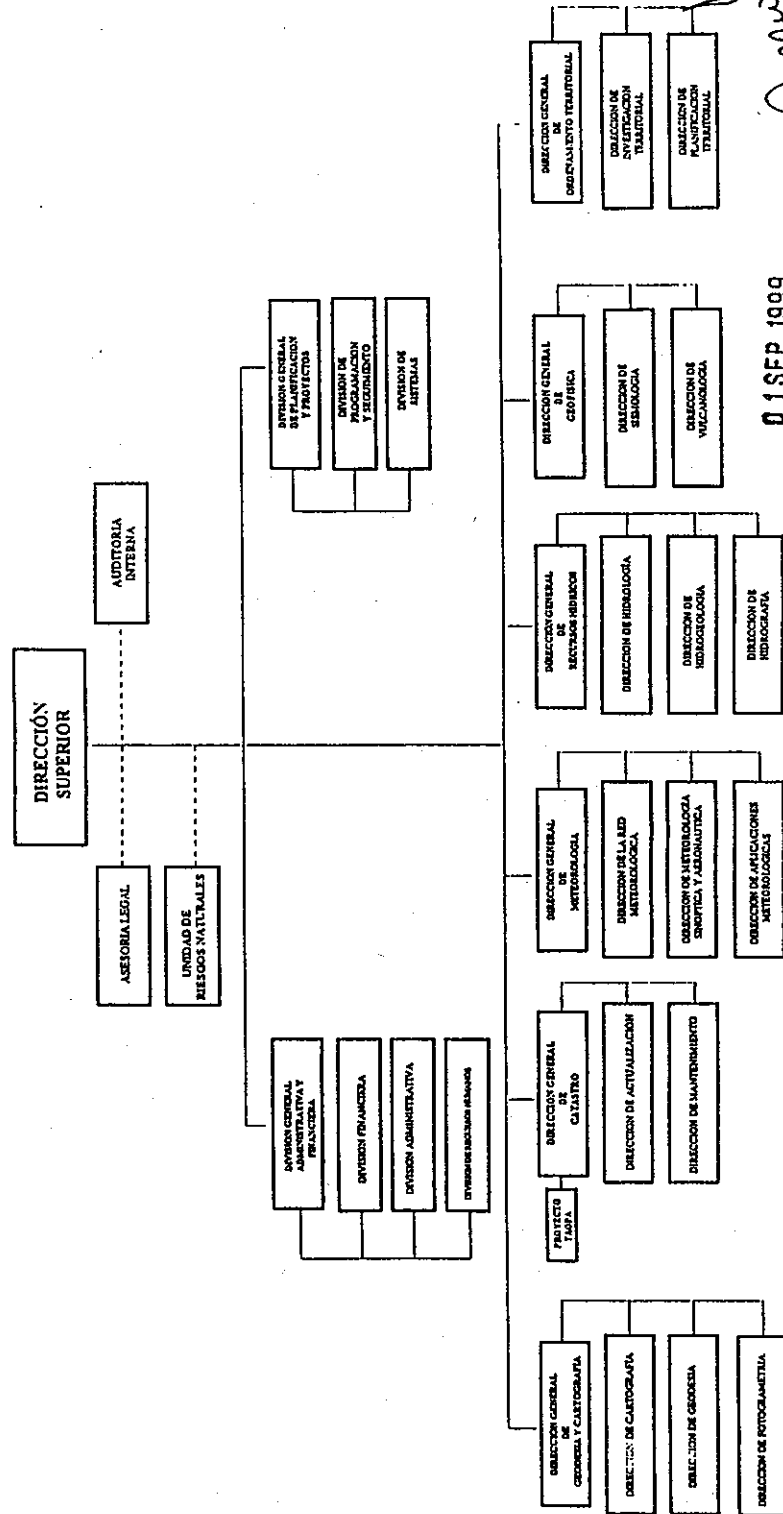 DIRECCIÓN
SUPERIOR
ASESORIA LEGAL
AUDITORIA
INTERNA
UNIDAD DE
RIESGOS NATURALES
DIVISION GENERAL
ADMINISTRATIVA Y
FINANCIERA
DIVISION FINANCIERA
DIVISION ADMINISTRATIVA
DIVISION DE RECURSOS HUMANOS
DIVISION GENERAL
DE PLANIFICACION
Y PROYECTOS
DIVISION DE
PROGRAMACION
Y SEGUIMIENTO
DIVISION DE
SISTEMAS
DIRECCION GENERAL
DE
GEODESIA Y CARTOGRAFIA
DIRECCION DE CARTOGRAFIA
DIRECCION DE GEODESIA
DIRECCION DE FOTOGRAMETRIA
DIRECCION GENERAL
DE
CATASTRO
PROYECTO
DIRECCION DE ACTUALIZACION
DIRECCION DE MANTENIMIENTO
DIRECCION GENERAL
DE
METEOROLOGIA
DIRECCION DE LA RED
METEOROLOGICA
DIRECCION DE METEOROLOGIA
SINOPTICA Y AERONAUTICA
DIRECCION DE APLICACIONES
METEOROLOGICAS
DIRECCION GENERAL
DE
RECURSOS HIDRICOS
DIRECCION DE HIDROLOGIA
DIRECCION DE
HIDROGEOLOGIA
DIRECCION DE
HIDROGRAFIA
DIRECCION GENERAL
DE
GEOFISICA
DIRECCION DE
SISMOLOGIA
DIRECCION DE
VULCANOLOGIA
DIRECCION GENERAL
DE
ORDENAMIENTO TERRITORIAL
DIRECCION DE
INVESTIGACION
TERRITORIAL
DIRECCION DE
PLANIFICACION
TERRITORIAL
01 SEP 1999